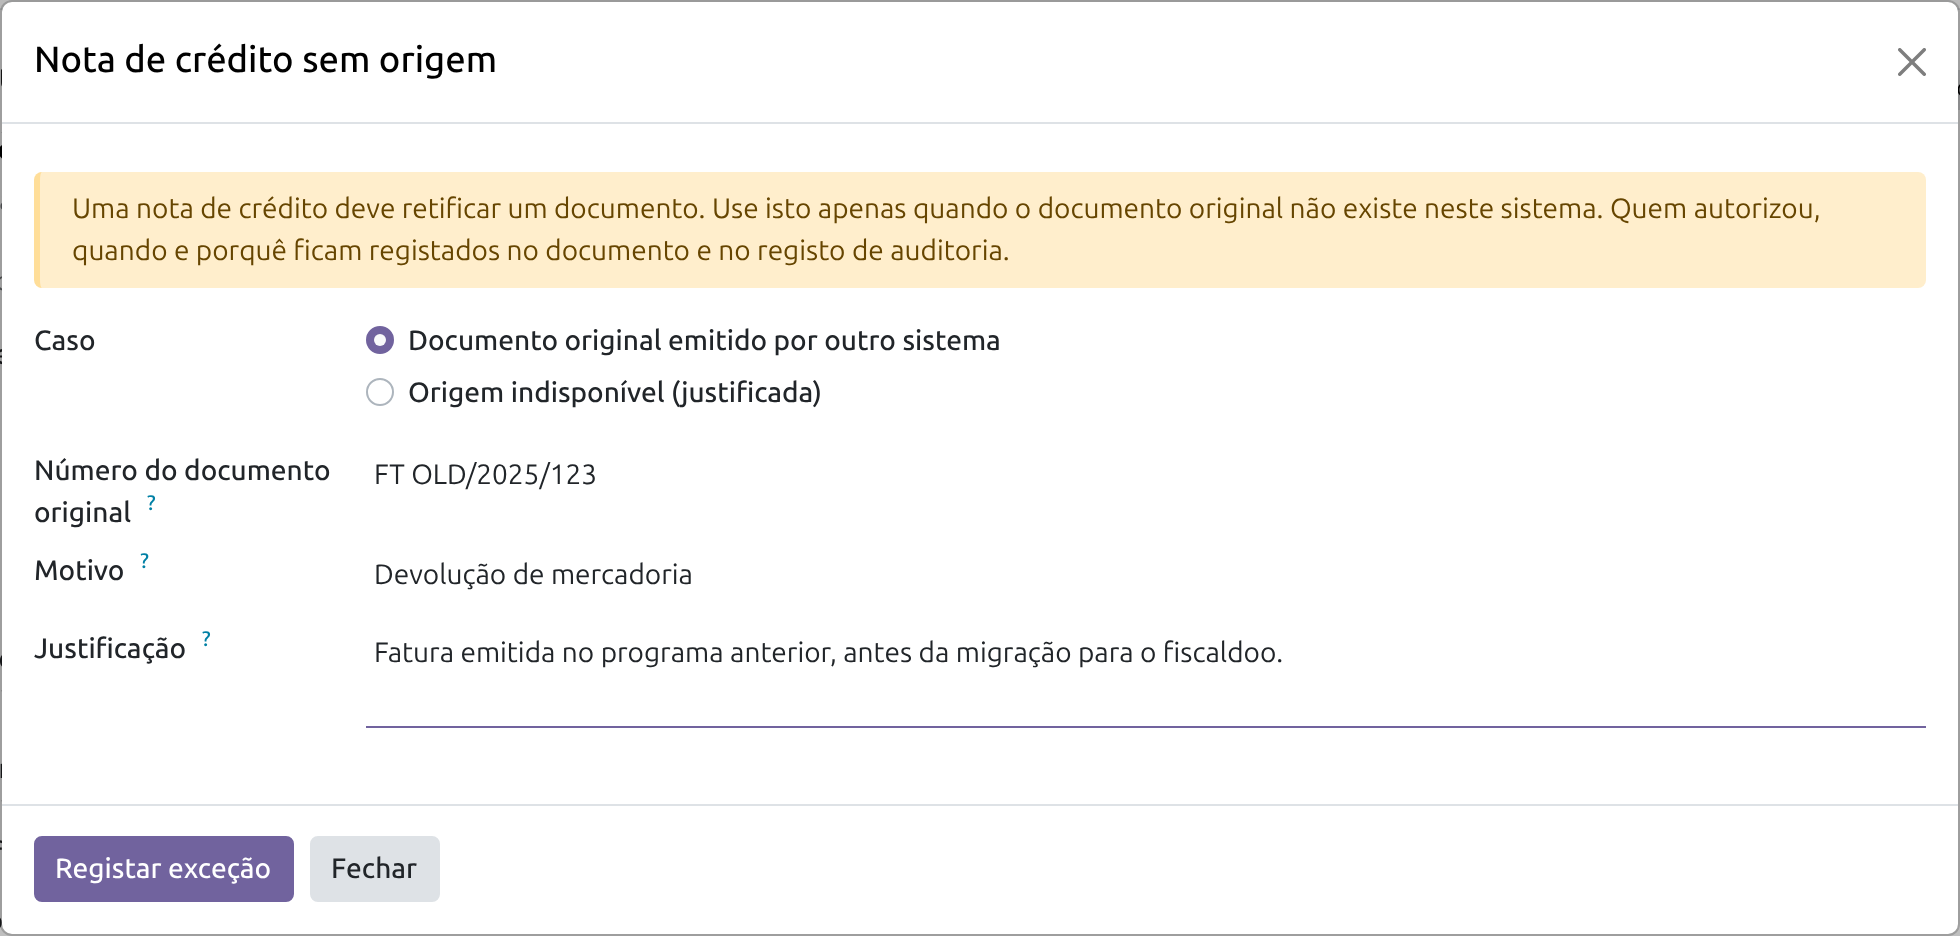 Nota de crédito sem origem
Uma nota de crédito deve retificar um documento. Use isto apenas quando o documento original não existe neste sistema. Quem autorizou,
quando e porquê ficam registados no documento e no registo de auditoria.
Caso
Documento original emitido por outro sistema
Origem indisponível (justificada)
Número do documento
original ?
FT OLD/2025/123
Motivo ?
Devolução de mercadoria
Justificação ?
Fatura emitida no programa anterior, antes da migração para o fiscaldoo.
Registar exceção
Fechar